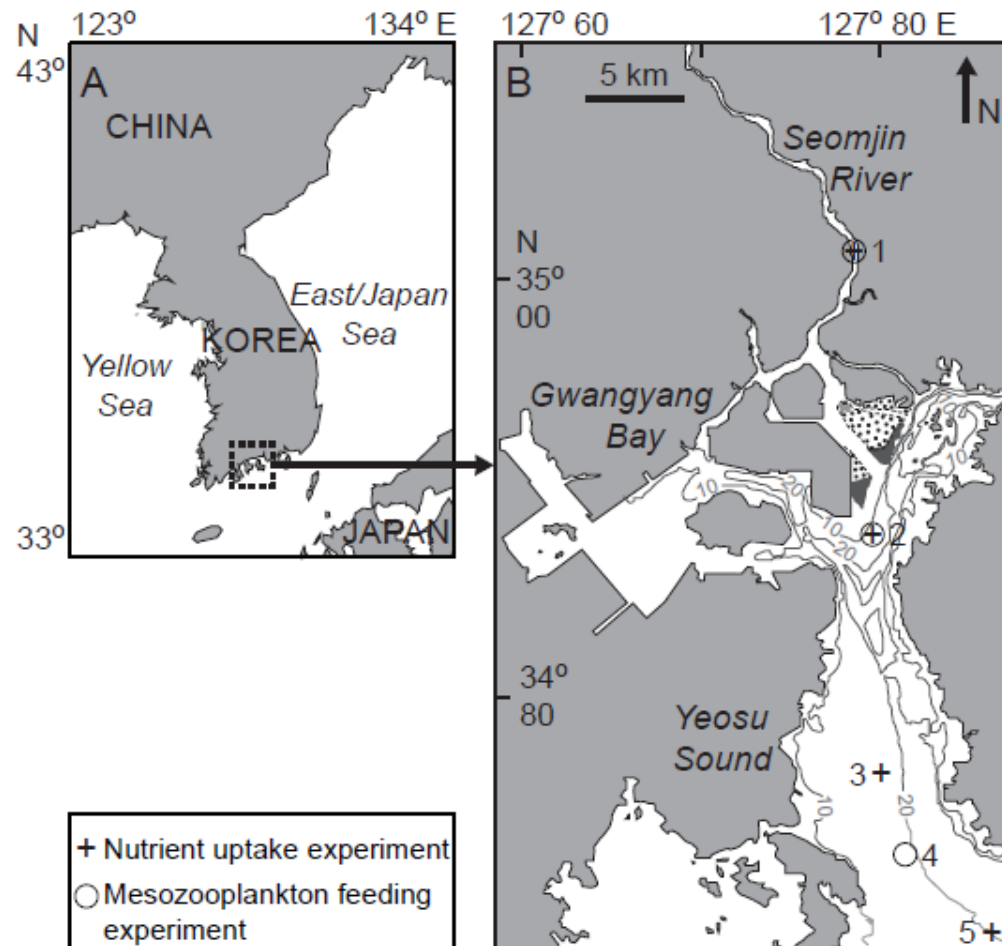 123º
134º E
N
43º
A
CHINA
East/Japan
Sea
KOREA
Yellow
Sea
JAPAN
33º
+ Nutrient uptake experiment
Mesozooplankton feeding
experiment
127º 60
127º 80 E
B
5 km
N
Seomjin
River
1
N
35º
00
Gwangyang
Bay
10
20
10
10
20
10
2
34º
80
Yeosu
Sound
3
10
20
4
5